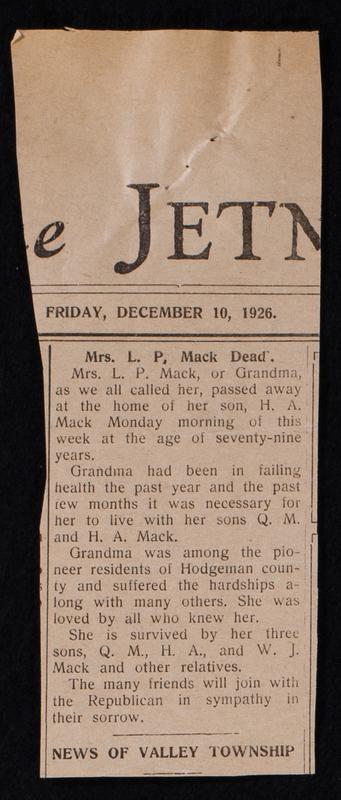 e JETM
FRIDAY, DECEMBER 10, 1926.
Mrs. L. P. Mack Dead.
Mrs. L. P. Mack, or Grandma,
as we all called her, passed away
at the home of her son, H. A.
Mack Monday morning of this
week at the age of seventy-nine
years.
Grandma had been in failing
health the past year and the past
few months it was necessary for
her to live with her sons Q. M.
and H. A. Mack.
Grandma was among the pio-
neer residents of Hodgeman coun-
ty and suffered the hardships a-
long with many others. She was
loved by all who knew her.
She is survived by her three
sons, Q. M., H. A., and W. J.
Mack and other relatives.
The many friends will join with
the Republican in sympathy in
their sorrow.
NEWS OF VALLEY TOWNSHIP